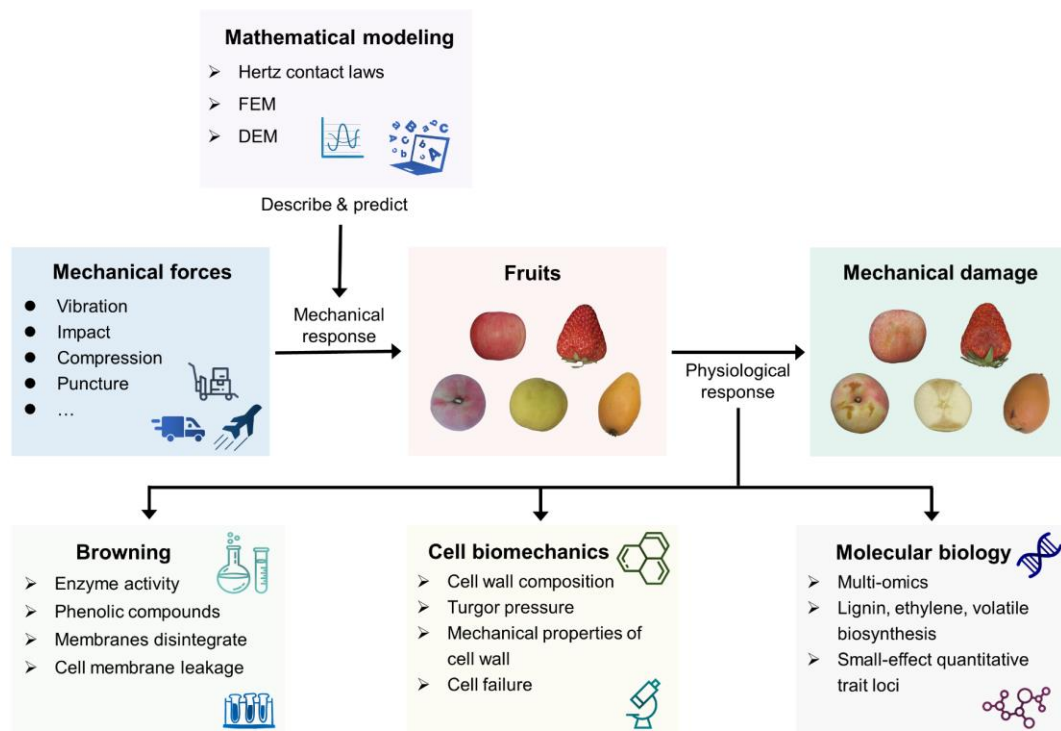 Mathematical modeling
Hertz contact laws
FEM
DEM
Describe & predict
Mechanical forces
Vibration
Impact
Compression
Puncture
…
Mechanical
response
Fruits
Physiological
response
Mechanical damage
Browning
Enzyme activity
Phenolic compounds
Membranes disintegrate
Cell membrane leakage
Cell biomechanics
Cell wall composition
Turgor pressure
Mechanical properties of
cell wall
Cell failure
Molecular biology
Multi-omics
Lignin, ethylene, volatile
biosynthesis
Small-effect quantitative
trait loci